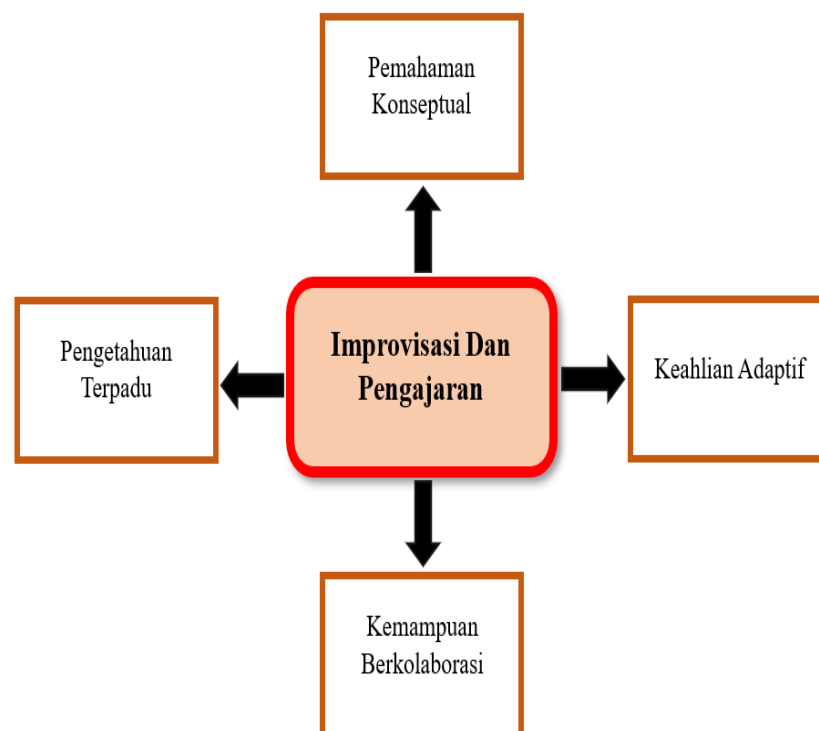 Pemahaman
Konseptual
Pengetahuan
Terpadu
Improvisasi Dan
Pengajaran
Keahlian Adaptif
Kemampuan
Berkolaborasi